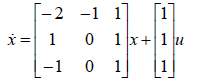 ẋ = [ -2 -1 1 ; 1 0 1 ; -1 0 1 ] x + [ 1 ; 1 ; 1 ] u